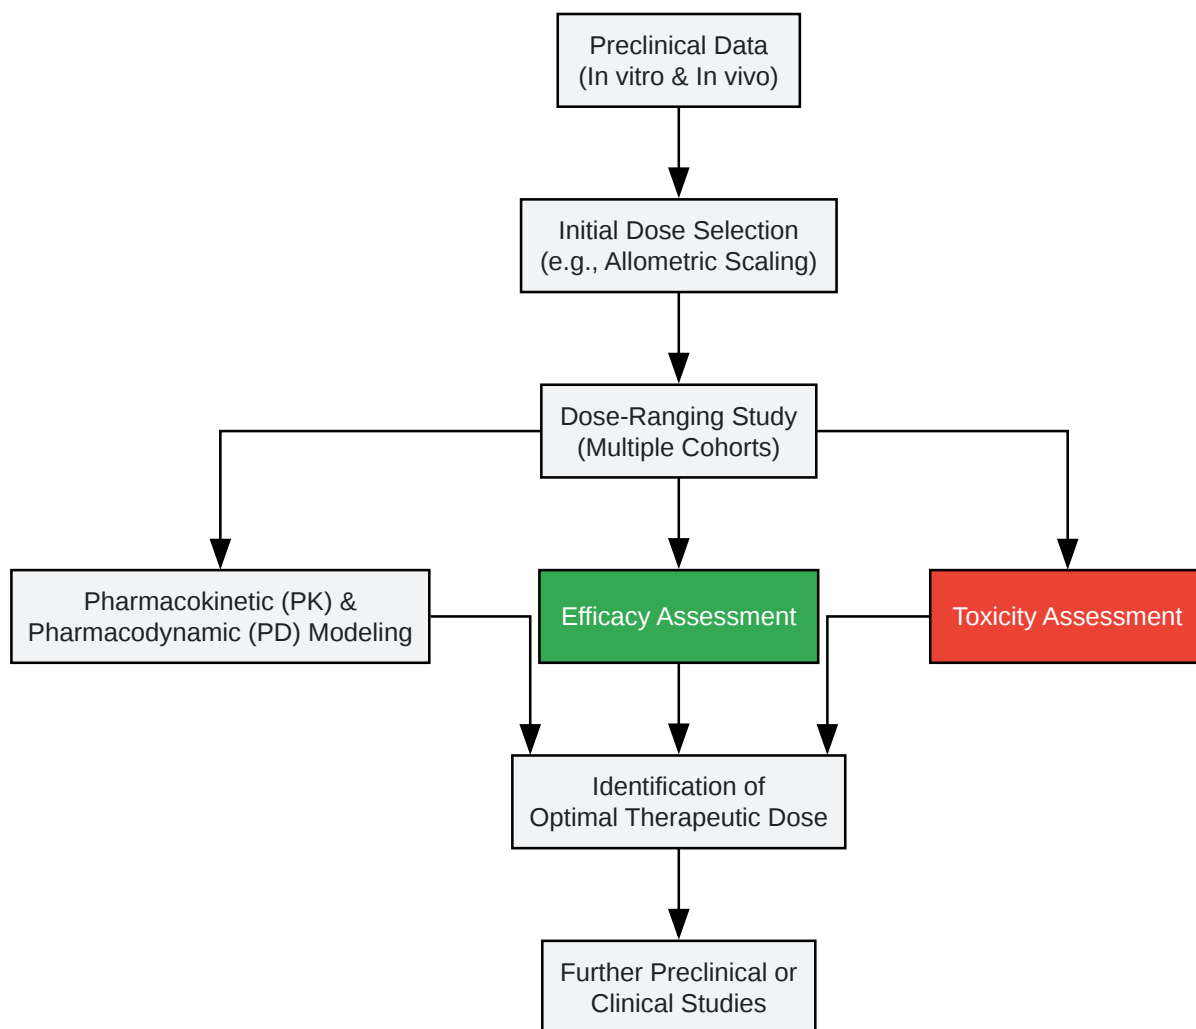 Preclinical Data
(In vitro & In vivo)
Initial Dose Selection
(e.g., Allometric Scaling)
Dose-Ranging Study
(Multiple Cohorts)
Pharmacokinetic (PK) &
Pharmacodynamic (PD) Modeling
Efficacy Assessment
Toxicity Assessment
Identification of
Optimal Therapeutic Dose
Further Preclinical or
Clinical Studies